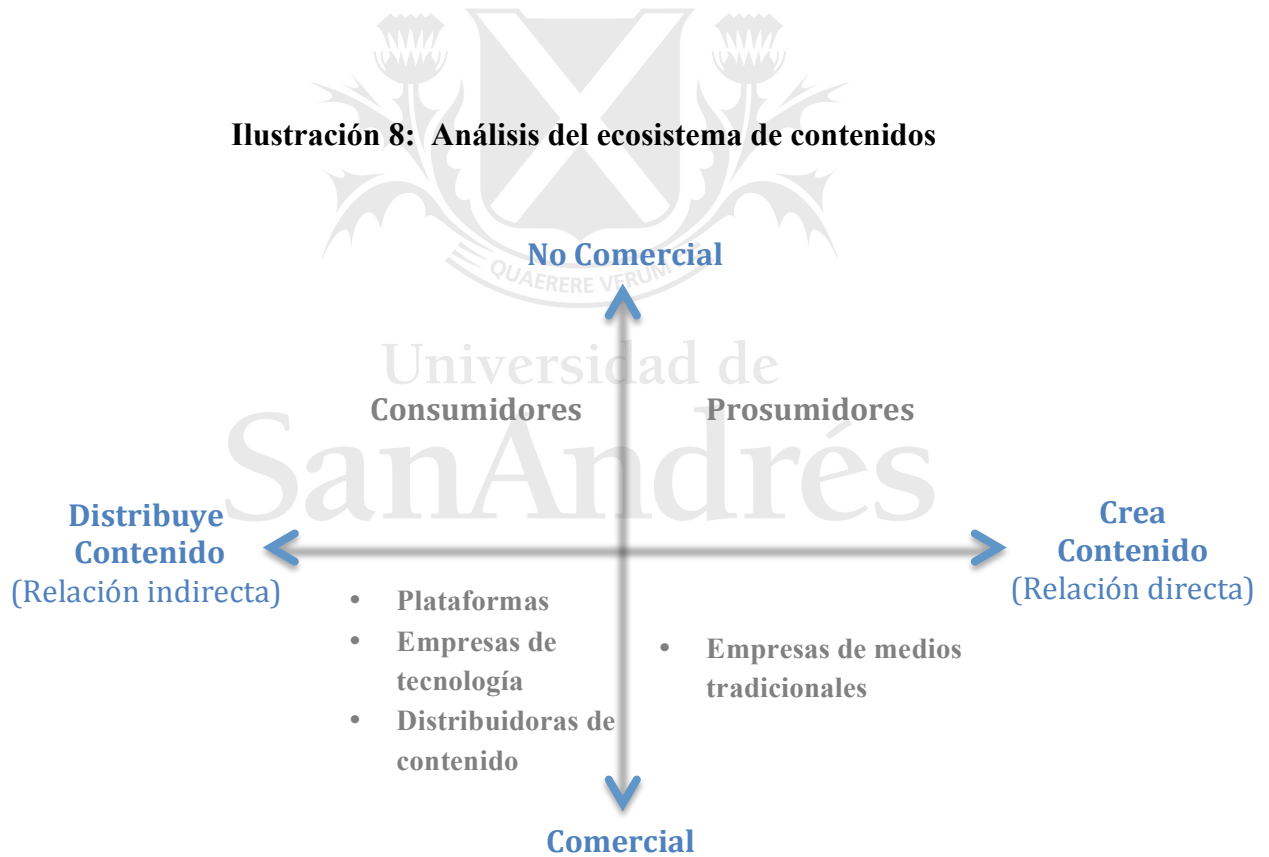 Ilustración 8: Análisis del ecosistema de contenidos
No Comercial
QUAERERE VERUM
Universidad de
SanAndrés
Consumidores
Prosumidores
Distribuye
Contenido
(Relación indirecta)
Crea
Contenido
(Relación directa)
• Plataformas
• Empresas de
tecnología
• Distribuidoras de
contenido
• Empresas de medios
tradicionales
Comercial